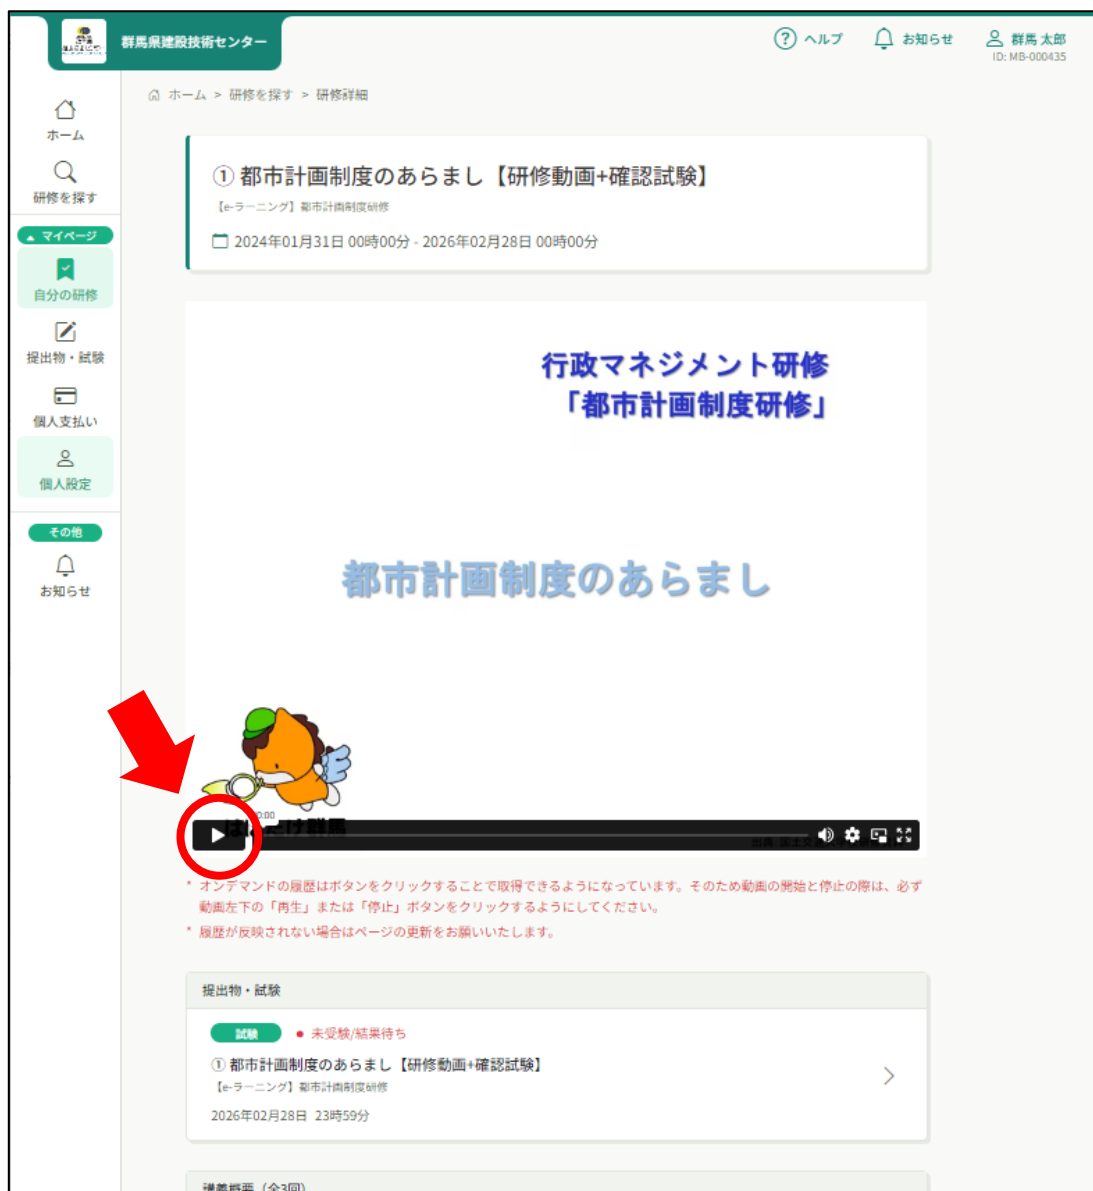 群馬県建設技術センター
ヘルプ
お知らせ
群馬 太郎
ID: MB-000435
ホーム > 研修を探す > 研修詳細
ホーム
研修を探す
マイページ
自分の研修
提出物・試験
個人支払い
個人設定
その他
お知らせ
① 都市計画制度のあらまし【研修動画+確認試験】
【e-ラーニング】都市計画制度研修
2024年01月31日 00時00分 - 2026年02月28日 00時00分
行政マネジメント研修
「都市計画制度研修」
都市計画制度のあらまし
* オンデマンドの履歴はボタンをクリックすることで取得できるようになっています。そのため動画の開始と停止の際は、必ず
動画左下の「再生」または「停止」ボタンをクリックするようにしてください。
* 履歴が反映されない場合はページの更新をお願いいたします。
提出物・試験
試験
未受験/結果待ち
① 都市計画制度のあらまし【研修動画+確認試験】
【e-ラーニング】都市計画制度研修
2026年02月28日 23時59分
講義概要（全3回）